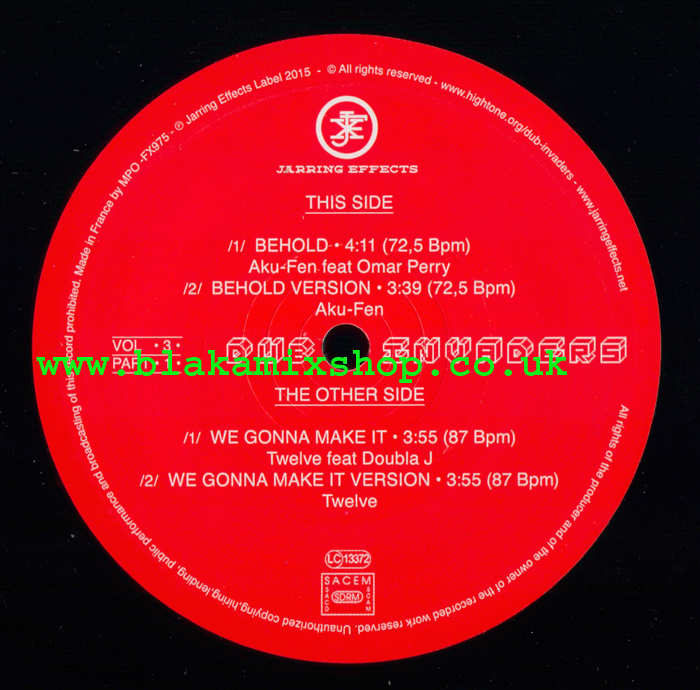 Made in France by MPO - FX975 - ℗ Jarring Effects Label 2015 - © All rights reserved - www.hightone.org/dub-invaders - www.jarringeffects.net
JARRING EFFECTS
THIS SIDE
/1/ BEHOLD • 4:11 (72,5 Bpm)
Aku-Fen feat Omar Perry
/2/ BEHOLD VERSION • 3:39 (72,5 Bpm)
Aku-Fen
VOL • 3 •
PART • 1 •
DUB INVADERS
www.blakamixshop.co.uk
THE OTHER SIDE
/1/ WE GONNA MAKE IT • 3:55 (87 Bpm)
Twelve feat Doubla J
/2/ WE GONNA MAKE IT VERSION • 3:55 (87 Bpm)
Twelve
LC 13372
SACEM
SACD SDRM SCAM
All rights of the producer and of the owner of the recorded work reserved. Unauthorized copying, hiring, lending, public performance and broadcasting of this record prohibited.